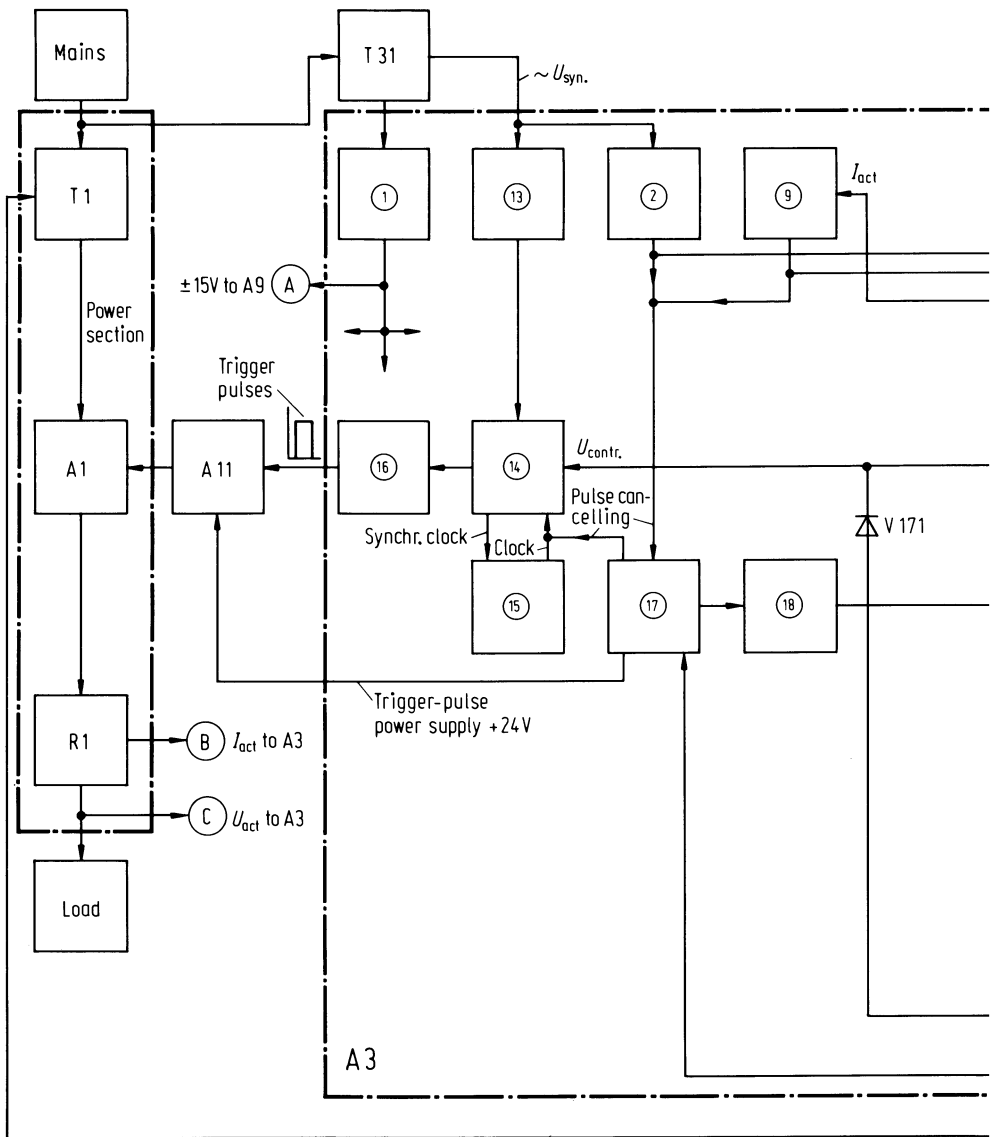 Mains
T 31
~ Usyn.
T 1
1
13
2
9
Iact
±15V to A9
A
Power
section
Trigger
pulses
A 1
A 11
16
14
Ucontr.
Pulse can-
celling
Synchr. clock
Clock
V 171
15
17
18
Trigger-pulse
power supply +24V
R 1
B
Iact to A3
C
Uact to A3
Load
A 3